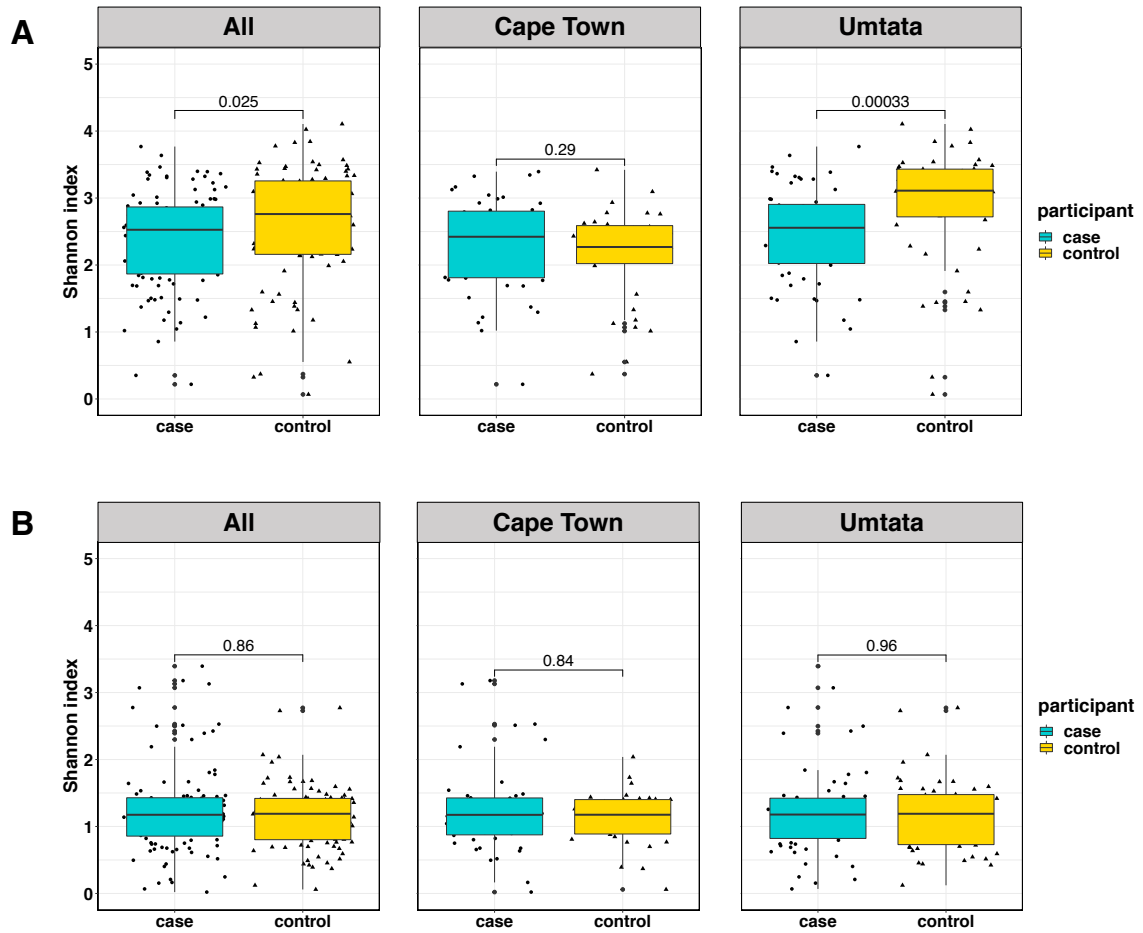 A
All
Cape Town
Umtata
Shannon index
5
4
3
2
1
0
0.025
0.29
0.00033
case
control
case
control
case
control
participant
case
control
B
All
Cape Town
Umtata
Shannon index
5
4
3
2
1
0
0.86
0.84
0.96
case
control
case
control
case
control
participant
case
control